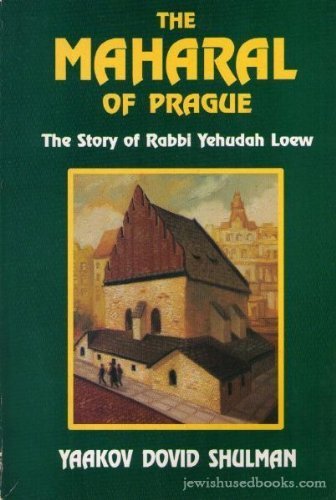 THE
MAHARAL
OF PRAGUE
The Story of Rabbi Yehudah Loew
YAAKOV DOVID SHULMAN
jewishusedbooks.com